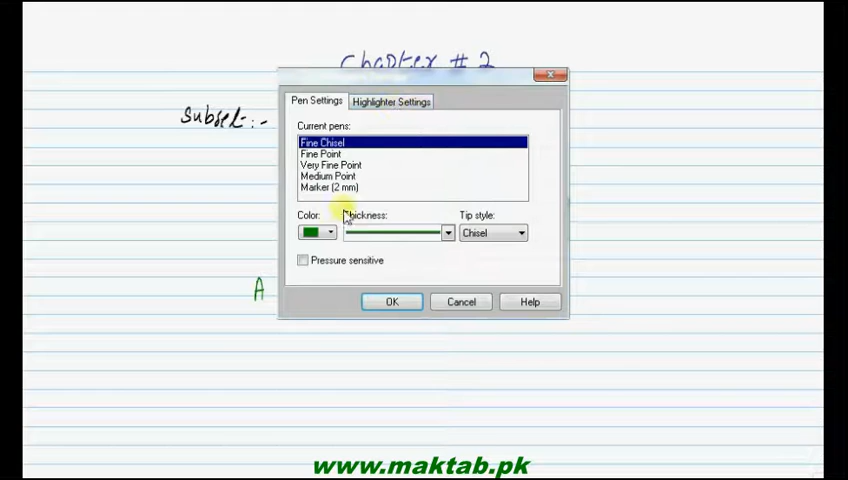 Chapter # 2
Subset :-
Pen Settings Highlighter Settings
Current pens:
Fine Chisel
Fine Point
Very Fine Point
Medium Point
Marker (2 mm)
Color: Thickness: Tip style:
Chisel
Pressure sensitive
A
OK Cancel Help
www.maktab.pk